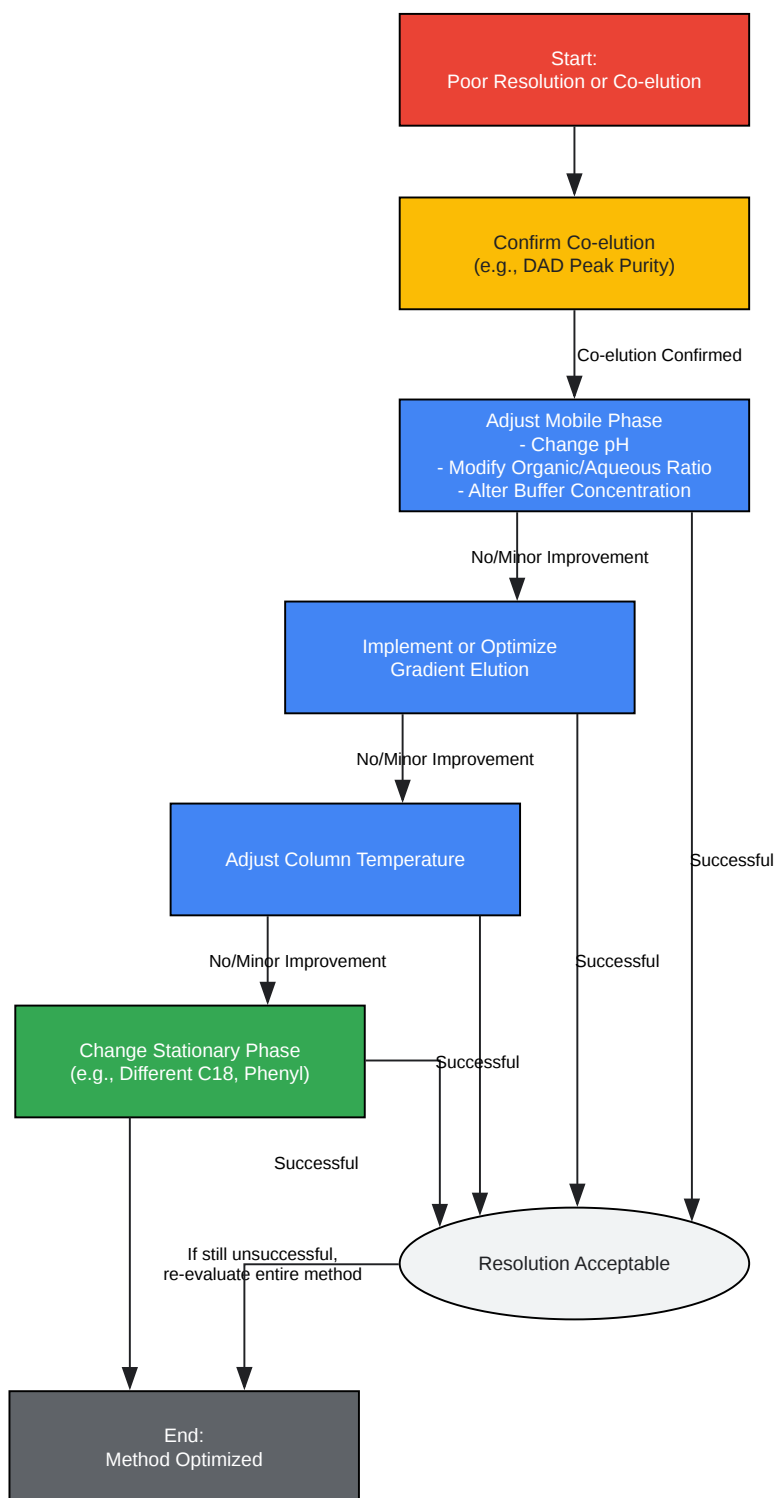 Start:
Poor Resolution or Co-elution
Confirm Co-elution
(e.g., DAD Peak Purity)
Co-elution Confirmed
Adjust Mobile Phase
- Change pH
- Modify Organic/Aqueous Ratio
- Alter Buffer Concentration
No/Minor Improvement
Implement or Optimize
Gradient Elution
No/Minor Improvement
Adjust Column Temperature
Successful
No/Minor Improvement
Successful
Change Stationary Phase
(e.g., Different C18, Phenyl)
Successful
Successful
If still unsuccessful,
re-evaluate entire method
Resolution Acceptable
End:
Method Optimized